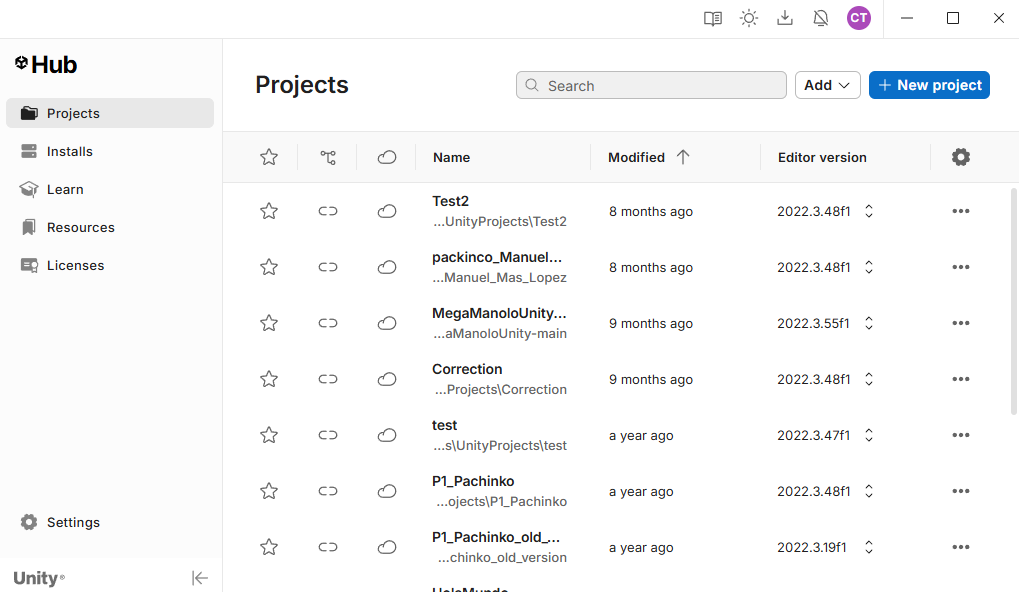 CT
Hub
Projects
Installs
Learn
Resources
Licenses
Settings
Unity®
Projects
Search
Add
New project
Name
Modified
Editor version
Test2
...UnityProjects\Test2
8 months ago
2022.3.48f1
packinco_Manuel...
...Manuel_Mas_Lopez
8 months ago
2022.3.48f1
MegaManoloUnity...
...aManoloUnity-main
9 months ago
2022.3.55f1
Correction
...Projects\Correction
9 months ago
2022.3.48f1
test
...s\UnityProjects\test
a year ago
2022.3.47f1
P1_Pachinko
...ojects\P1_Pachinko
a year ago
2022.3.48f1
P1_Pachinko_old_...
...chinko_old_version
a year ago
2022.3.19f1